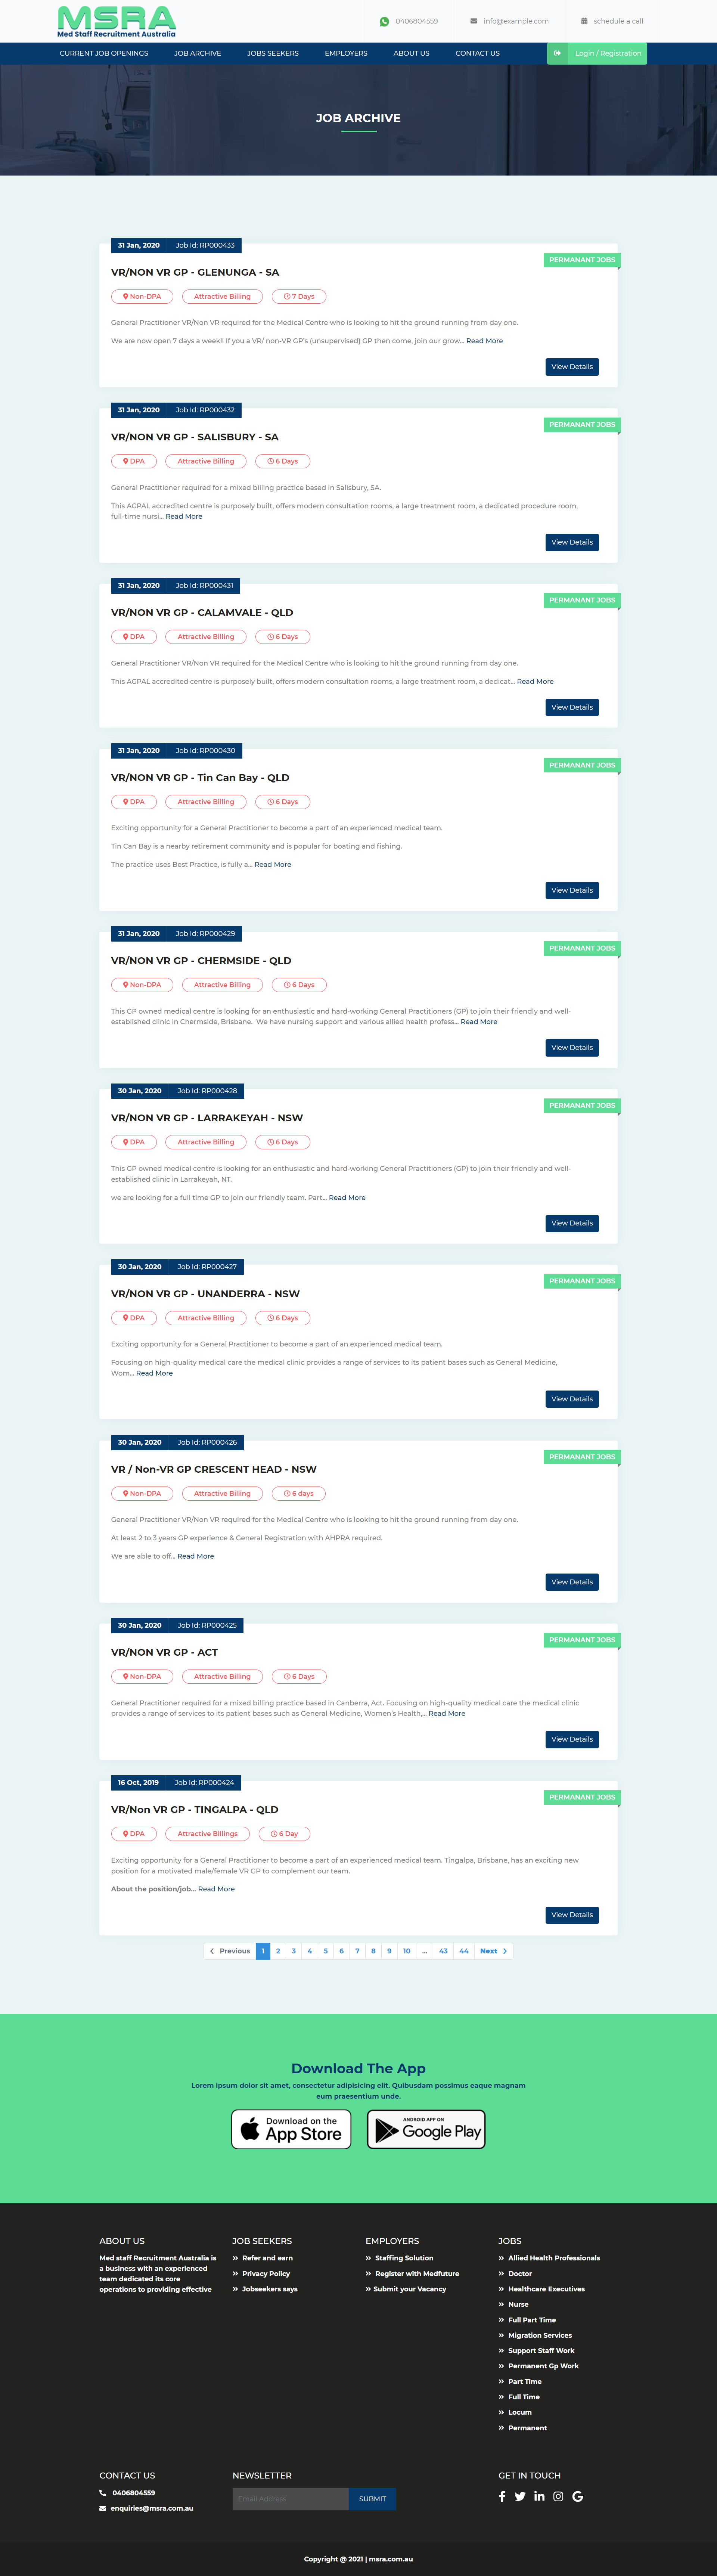 MSRA
Med Staff Recruitment Australia
0406804559
info@example.com
schedule a call
CURRENT JOB OPENINGS
JOB ARCHIVE
JOBS SEEKERS
EMPLOYERS
ABOUT US
CONTACT US
Login / Registration
JOB ARCHIVE
31 Jan, 2020 Job Id: RP000433
PERMANANT JOBS
VR/NON VR GP - GLENUNGA - SA
Non-DPA Attractive Billing 7 Days
General Practitioner VR/Non VR required for the Medical Centre who is looking to hit the ground running from day one.
We are now open 7 days a week!! If you a VR/ non-VR GP's (unsupervised) GP then come, join our grow... Read More
View Details
31 Jan, 2020 Job Id: RP000432
PERMANANT JOBS
VR/NON VR GP - SALISBURY - SA
DPA Attractive Billing 6 Days
General Practitioner required for a mixed billing practice based in Salisbury, SA.
This AGPAL accredited centre is purposely built, offers modern consultation rooms, a large treatment room, a dedicated procedure room,
full-time nursi... Read More
View Details
31 Jan, 2020 Job Id: RP000431
PERMANANT JOBS
VR/NON VR GP - CALAMVALE - QLD
DPA Attractive Billing 6 Days
General Practitioner VR/Non VR required for the Medical Centre who is looking to hit the ground running from day one.
This AGPAL accredited centre is purposely built, offers modern consultation rooms, a large treatment room, a dedicat... Read More
View Details
31 Jan, 2020 Job Id: RP000430
PERMANANT JOBS
VR/NON VR GP - Tin Can Bay - QLD
DPA Attractive Billing 6 Days
Exciting opportunity for a General Practitioner to become a part of an experienced medical team.
Tin Can Bay is a nearby retirement community and is popular for boating and fishing.
The practice uses Best Practice, is fully a... Read More
View Details
31 Jan, 2020 Job Id: RP000429
PERMANANT JOBS
VR/NON VR GP - CHERMSIDE - QLD
Non-DPA Attractive Billing 6 Days
This GP owned medical centre is looking for an enthusiastic and hard-working General Practitioners (GP) to join their friendly and well-
established clinic in Chermside, Brisbane. We have nursing support and various allied health profess... Read More
View Details
30 Jan, 2020 Job Id: RP000428
PERMANANT JOBS
VR/NON VR GP - LARRAKEYAH - NSW
DPA Attractive Billing 6 Days
This GP owned medical centre is looking for an enthusiastic and hard-working General Practitioners (GP) to join their friendly and well-
established clinic in Larrakeyah, NT.
we are looking for a full time GP to join our friendly team. Part... Read More
View Details
30 Jan, 2020 Job Id: RP000427
PERMANANT JOBS
VR/NON VR GP - UNANDERRA - NSW
DPA Attractive Billing 6 Days
Exciting opportunity for a General Practitioner to become a part of an experienced medical team.
Focusing on high-quality medical care the medical clinic provides a range of services to its patient bases such as General Medicine,
Wom... Read More
View Details
30 Jan, 2020 Job Id: RP000426
PERMANANT JOBS
VR / Non-VR GP CRESCENT HEAD - NSW
Non-DPA Attractive Billing 6 days
General Practitioner VR/Non VR required for the Medical Centre who is looking to hit the ground running from day one.
At least 2 to 3 years GP experience & General Registration with AHPRA required.
We are able to off... Read More
View Details
30 Jan, 2020 Job Id: RP000425
PERMANANT JOBS
VR/NON VR GP - ACT
Non-DPA Attractive Billing 6 Days
General Practitioner required for a mixed billing practice based in Canberra, Act. Focusing on high-quality medical care the medical clinic
provides a range of services to its patient bases such as General Medicine, Women's Health,... Read More
View Details
16 Oct, 2019 Job Id: RP000424
PERMANANT JOBS
VR/Non VR GP - TINGALPA - QLD
DPA Attractive Billings 6 Day
Exciting opportunity for a General Practitioner to become a part of an experienced medical team. Tingalpa, Brisbane, has an exciting new
position for a motivated male/female VR GP to complement our team.
About the position/job... Read More
View Details
Previous 1 2 3 4 5 6 7 8 9 10 ... 43 44 Next
Download The App
Lorem ipsum dolor sit amet, consectetur adipisicing elit. Quibusdam possimus eaque magnam
eum praesentium unde.
Download on the
App Store
ANDROID APP ON
Google Play
ABOUT US
Med staff Recruitment Australia is
a business with an experienced
team dedicated its core
operations to providing effective
JOB SEEKERS
Refer and earn
Privacy Policy
Jobseekers says
EMPLOYERS
Staffing Solution
Register with Medfuture
Submit your Vacancy
JOBS
Allied Health Professionals
Doctor
Healthcare Executives
Nurse
Full Part Time
Migration Services
Support Staff Work
Permanent Gp Work
Part Time
Full Time
Locum
Permanent
CONTACT US
0406804559
enquiries@msra.com.au
NEWSLETTER
Email Address
SUBMIT
GET IN TOUCH
Copyright @ 2021 | msra.com.au